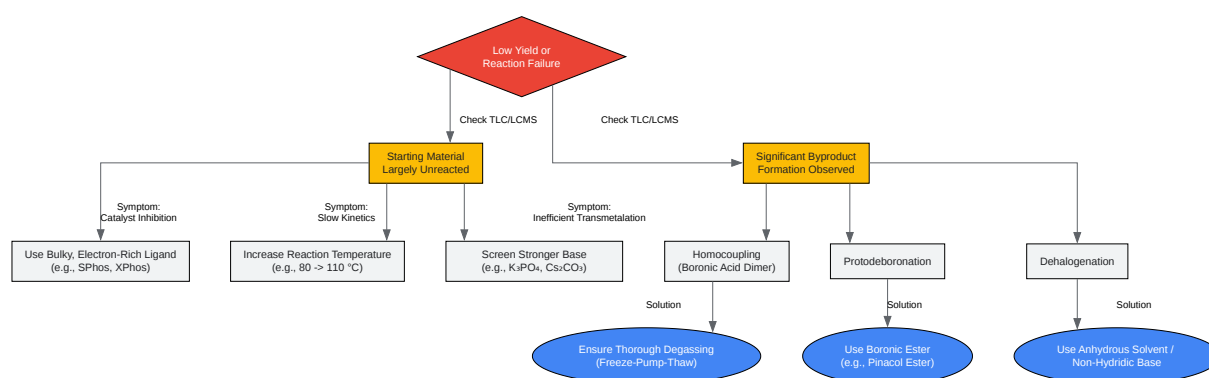 Low Yield or
Reaction Failure
Check TLC/LCMS
Check TLC/LCMS
Starting Material
Largely Unreacted
Significant Byproduct
Formation Observed
Symptom:
Catalyst Inhibition
Symptom:
Slow Kinetics
Symptom:
Inefficient Transmetalation
Use Bulky, Electron-Rich Ligand
(e.g., SPhos, XPhos)
Increase Reaction Temperature
(e.g., 80 -> 110 °C)
Screen Stronger Base
(e.g., K₃PO₄, Cs₂CO₃)
Homocoupling
(Boronic Acid Dimer)
Protodeboronation
Dehalogenation
Solution
Solution
Solution
Ensure Thorough Degassing
(Freeze-Pump-Thaw)
Use Boronic Ester
(e.g., Pinacol Ester)
Use Anhydrous Solvent /
Non-Hydridic Base